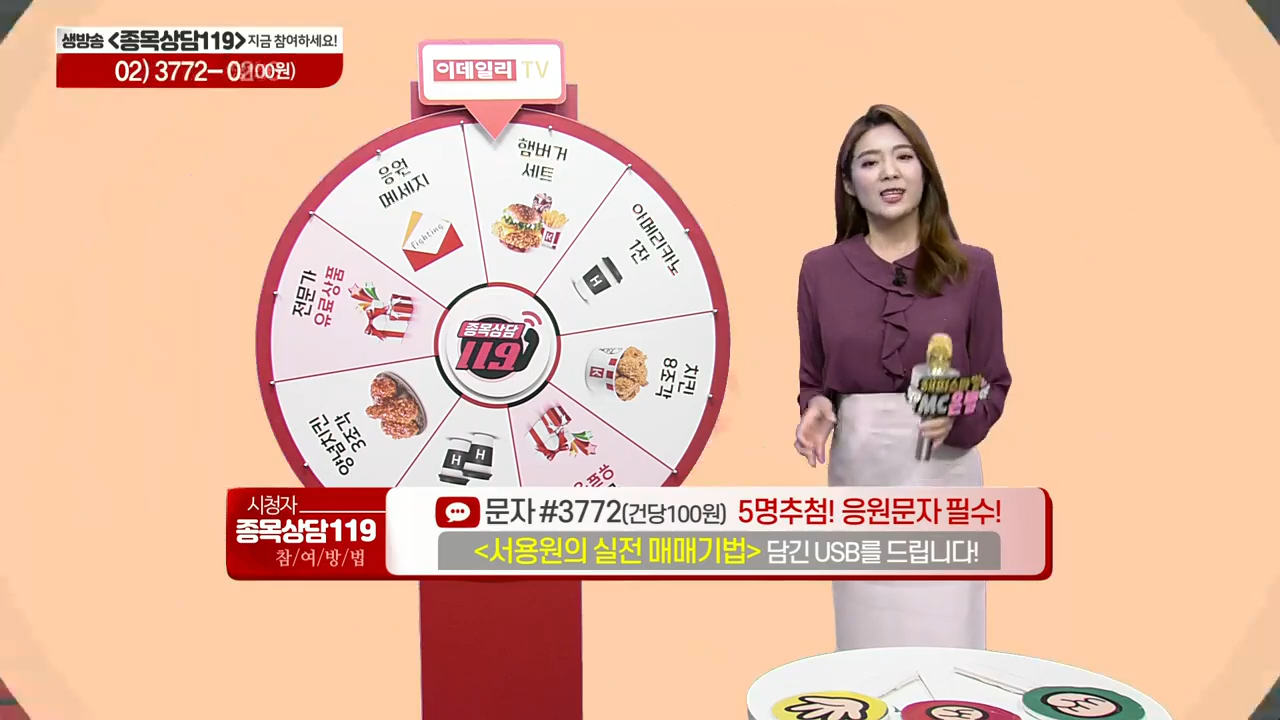 생방송 <종목상담119> 지금 참여하세요!
02) 3772-
이데일리 TV
햄버거
세트
응원
메세지
Fighting
아메리카노
1잔
H
전문가
유료상품
종목상담
119
치킨
8조각
양념치킨
3조각
H H
MC
시청자
종목상담119
참/여/방/법
문자 #3772(건당100원) 5명추첨! 응원문자 필수!
<서용원의 실전 매매기법> 담긴 USB를 드립니다!